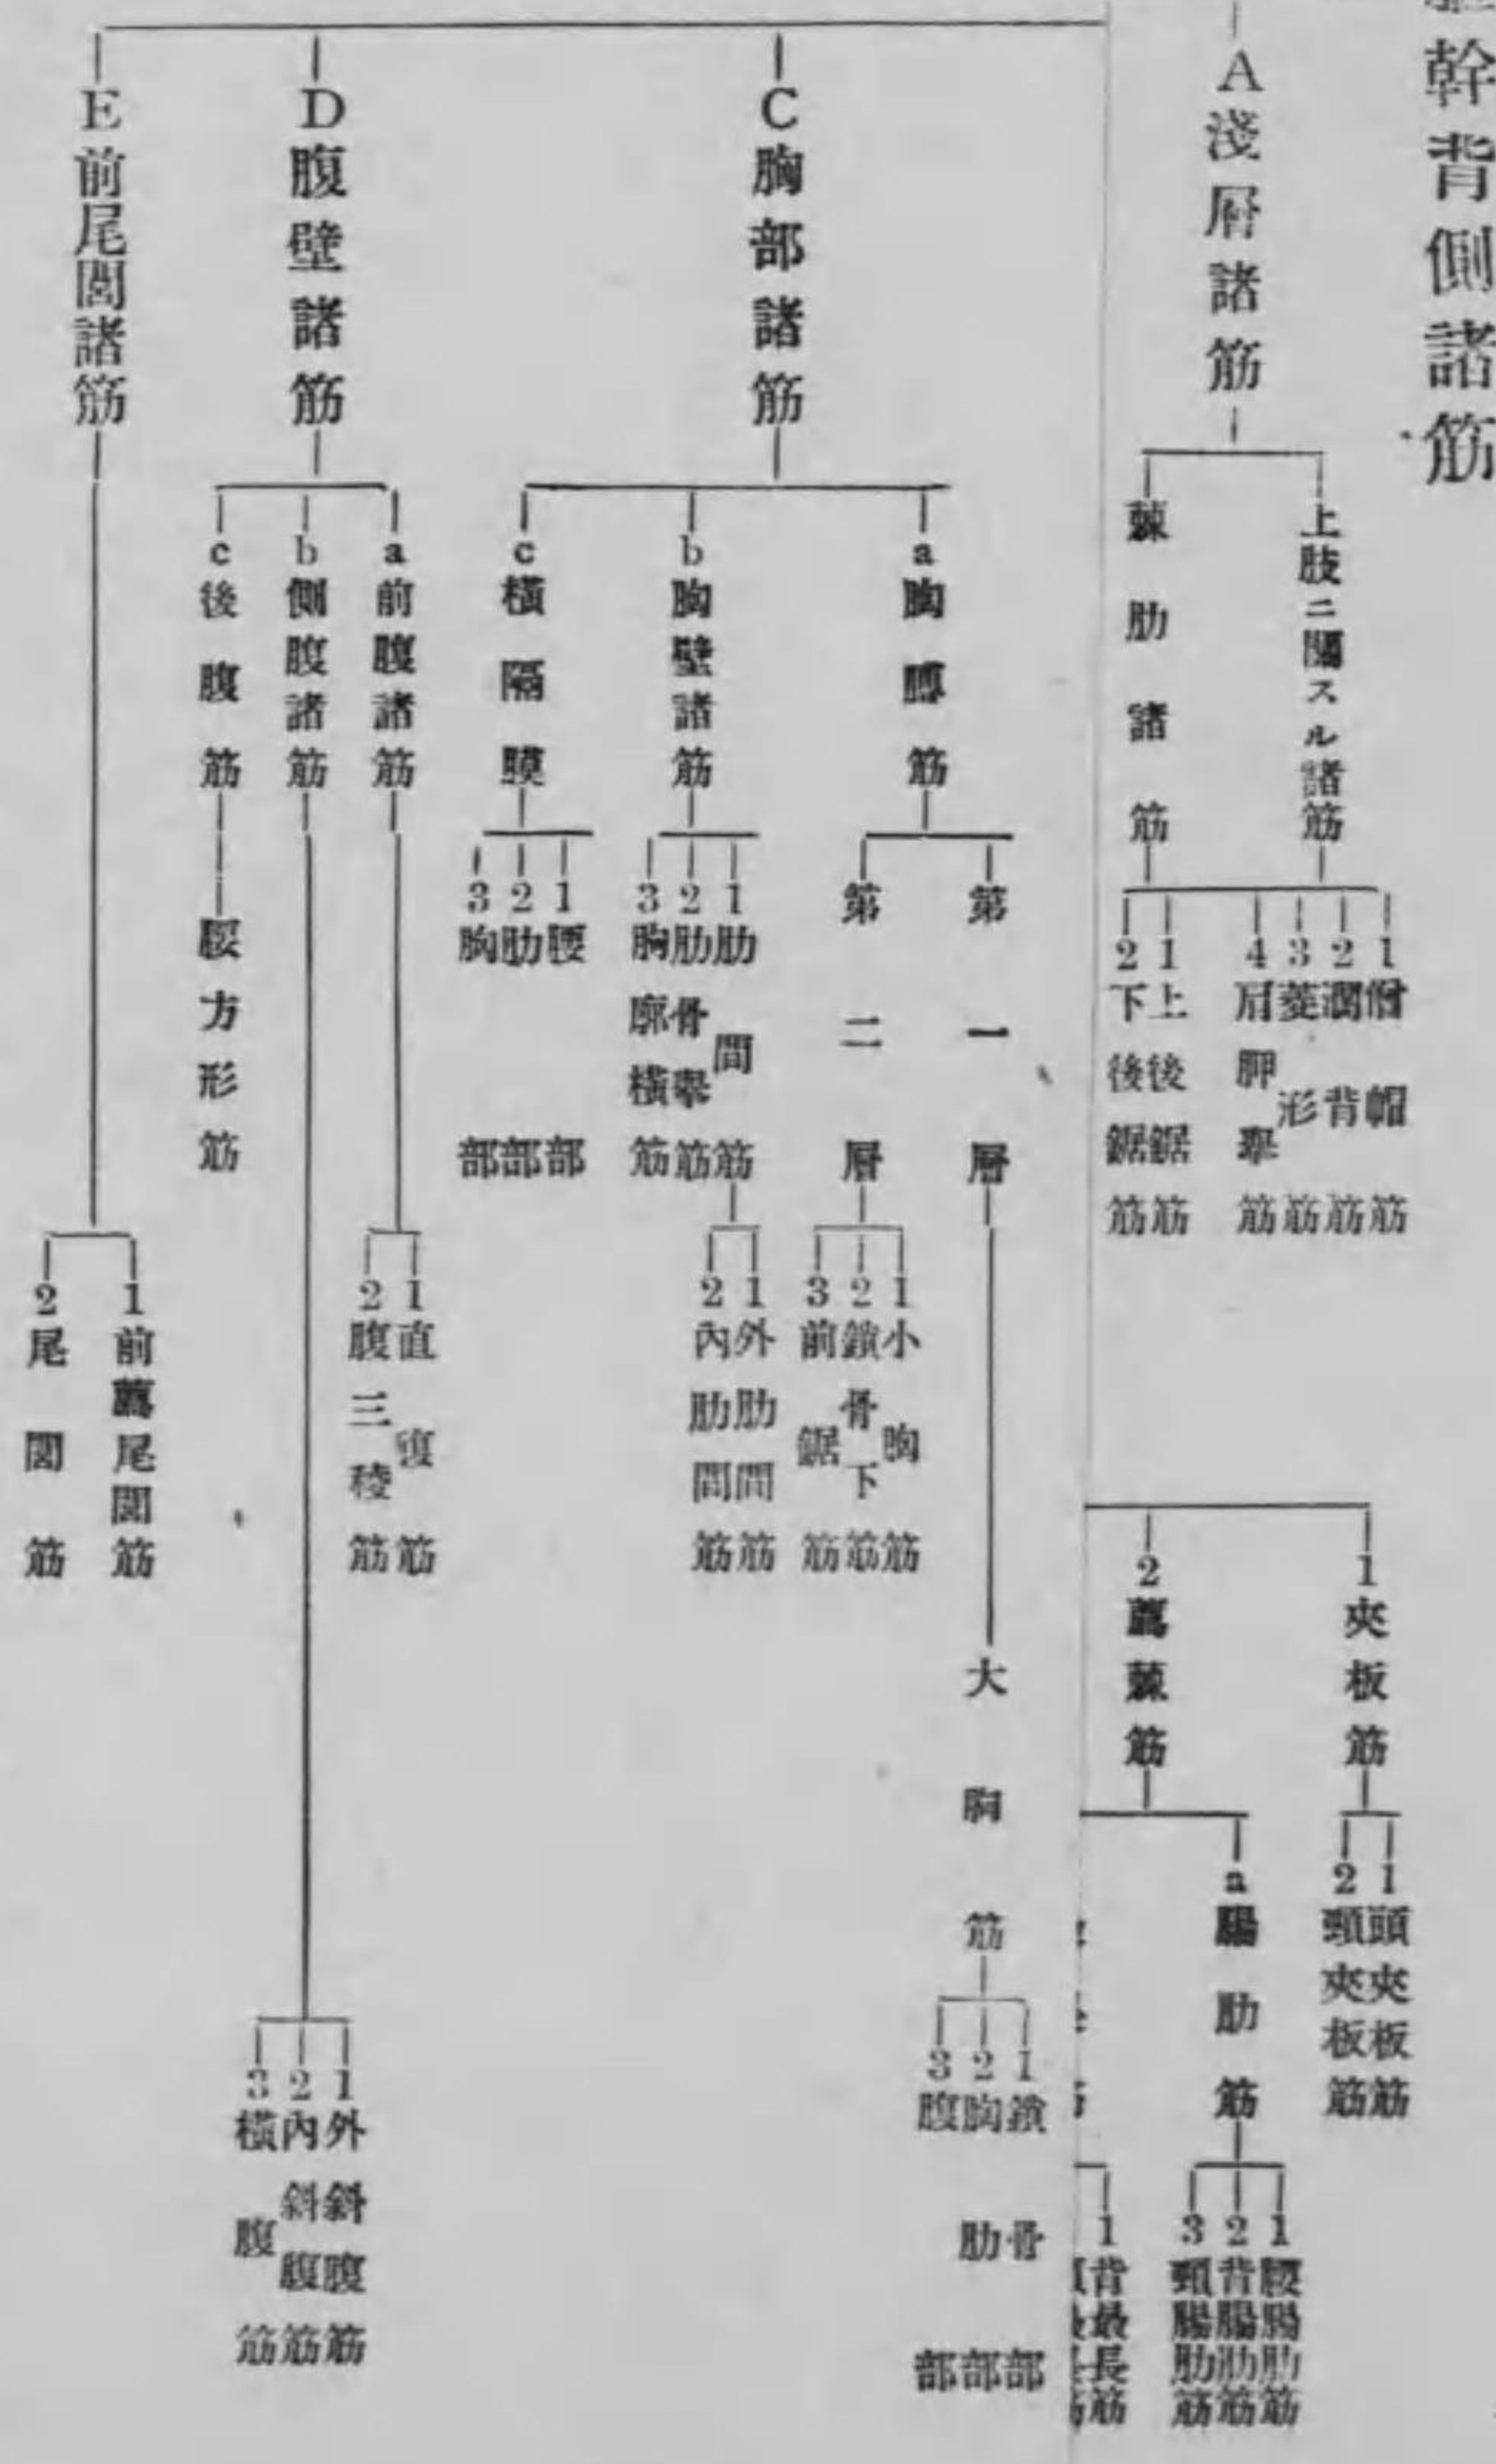 幹背側諸筋
A 淺層諸筋
上肢ニ關スル諸筋
1 僧帽筋
2 濶背筋
3 菱形筋
4 肩胛擧筋
棘肋諸筋
1 上後鋸筋
2 下後鋸筋
1 夾板筋
1 頭夾板筋
2 頸夾板筋
2 薦棘筋
a 腸肋筋
1 腰腸肋筋
2 背腸肋筋
3 頸腸肋筋
1 背最長筋
C 胸部諸筋
a 胸膊筋
第一層
大胸筋
1 鎖骨部
2 胸肋部
3 腹部
第二層
1 小胸筋
2 鎖骨下筋
3 前鋸筋
b 胸壁諸筋
1 肋間筋
1 外肋間筋
2 內肋間筋
2 肋骨擧筋
3 胸廓橫筋
c 橫隔膜
1 腰部
2 肋部
3 胸部
D 腹壁諸筋
a 前腹諸筋
1 直腹筋
2 腹三稜筋
b 側腹諸筋
1 外斜腹筋
2 內斜腹筋
3 橫腹筋
c 後腹筋
腰方形筋
E 前尾閭諸筋
1 前薦尾閭筋
2 尾閭筋